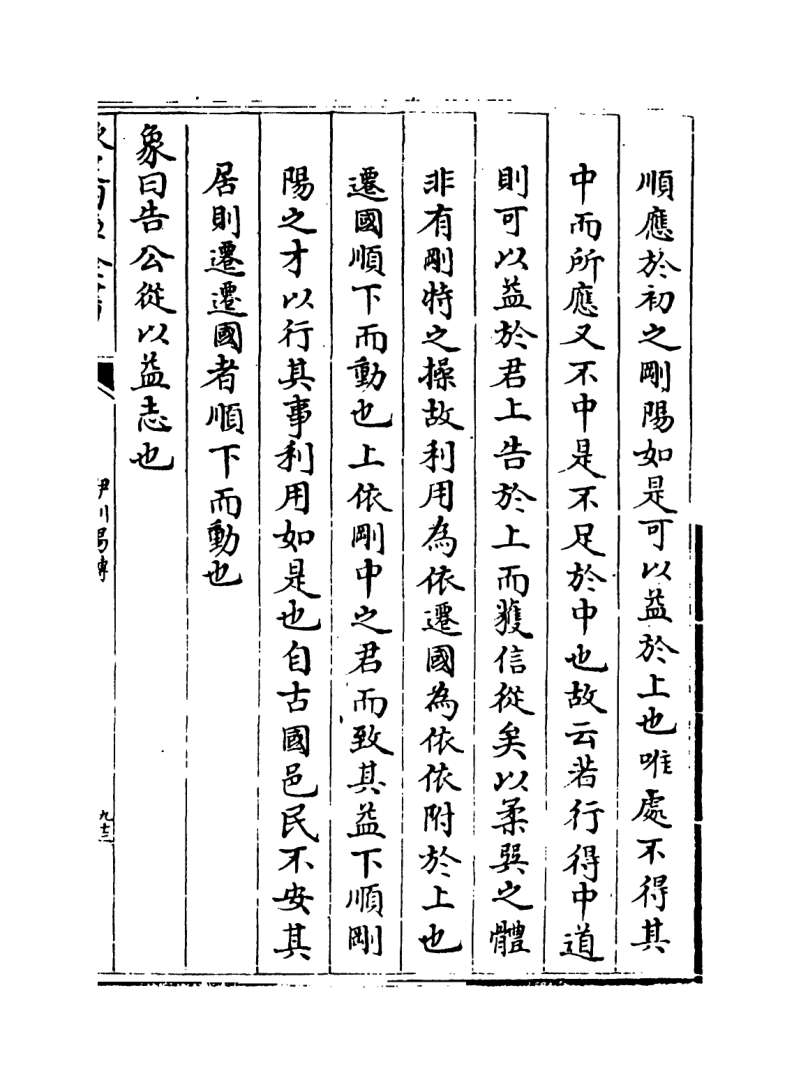 順應於初之剛陽如是可以益於上也唯處不得其
中而所應又不中是不足於中也故云若行得中道
則可以益於君上告於上而獲信從矣以柔巽之體
非有剛特之操故利用為依遷國為依依附於上也
遷國順下而動也上依剛中之君而致其益下順剛
陽之才以行其事利用如是也自古國邑民不安其
居則遷遷國者順下而動也
象曰告公從以益志也
伊川易傳